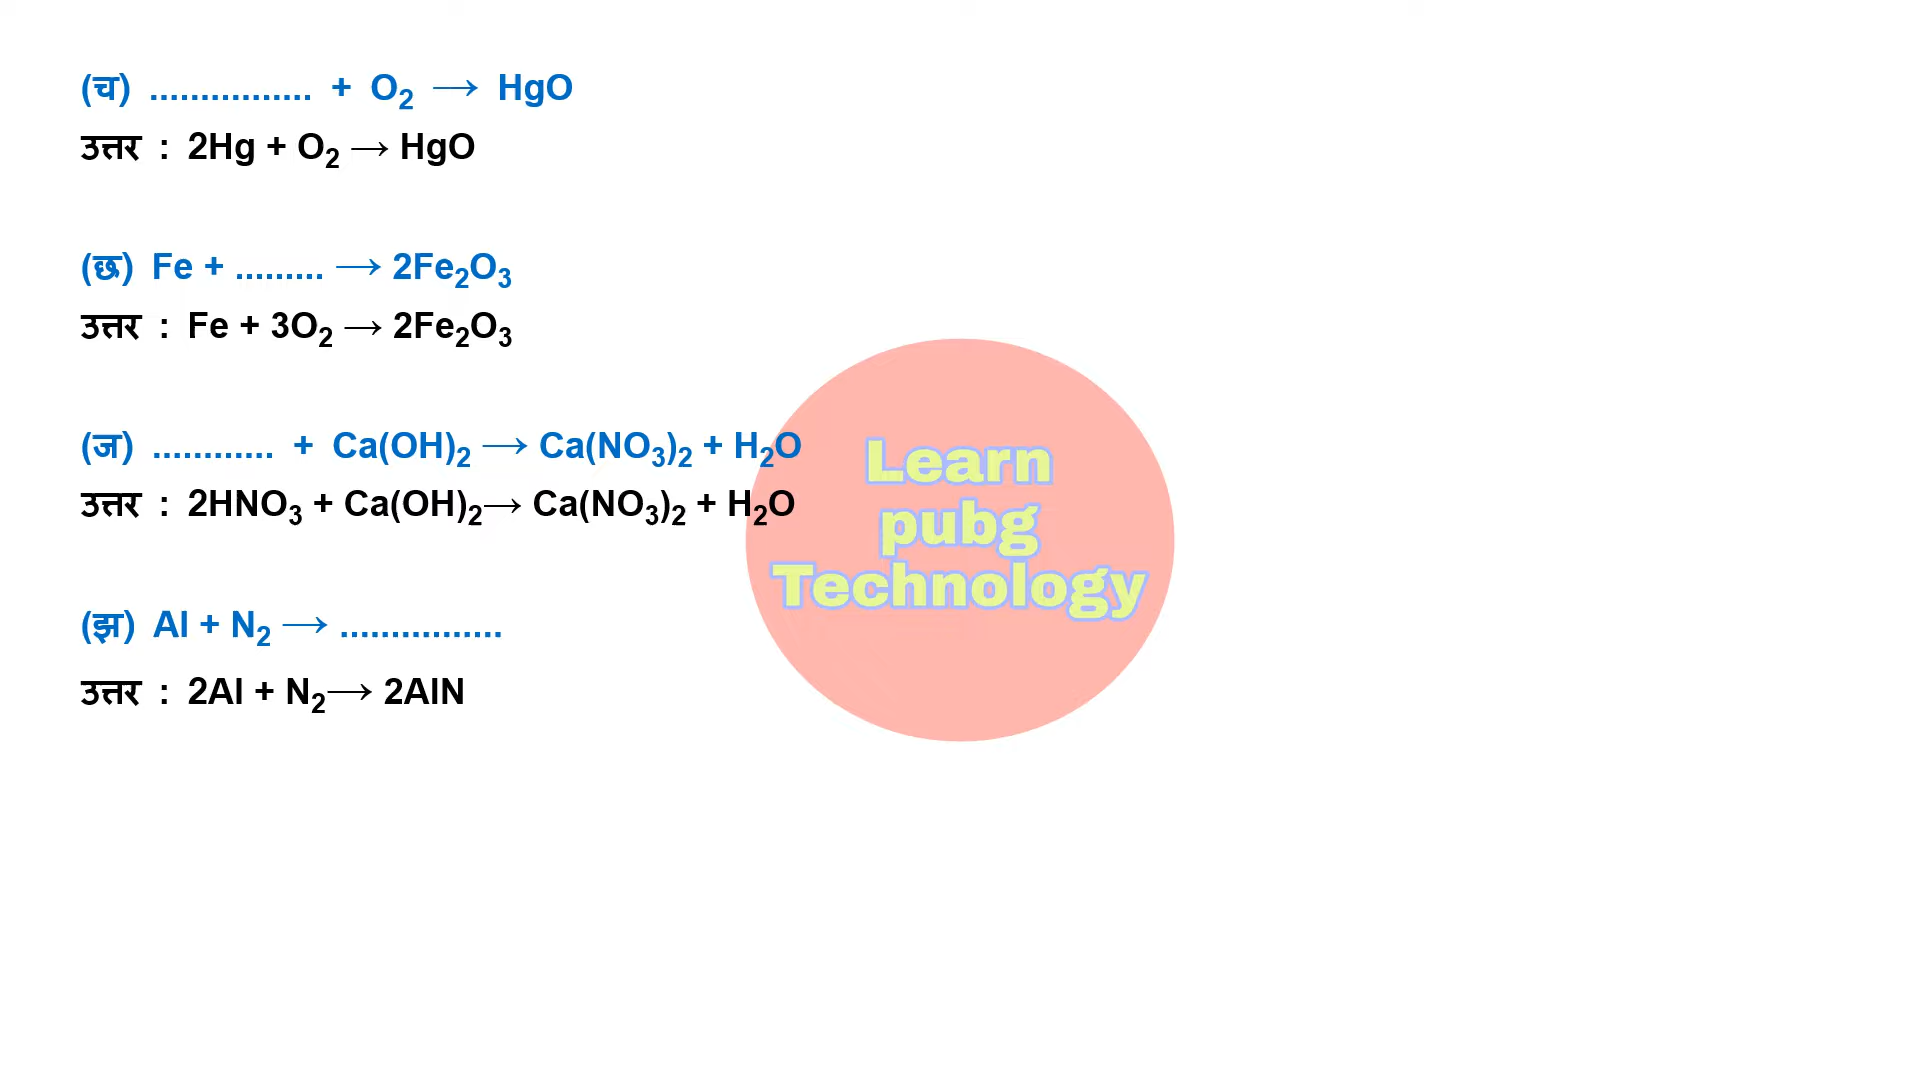 (च) ................ + O₂ ⟶ HgO
उत्तर : 2Hg + O₂ ⟶ HgO
(छ) Fe + ......... ⟶ 2Fe₂O₃
उत्तर : Fe + 3O₂ ⟶ 2Fe₂O₃
(ज) ............ + Ca(OH)₂ ⟶ Ca(NO₃)₂ + H₂O
उत्तर : 2HNO₃ + Ca(OH)₂⟶ Ca(NO₃)₂ + H₂O
(झ) Al + N₂ ⟶ ................
उत्तर : 2Al + N₂⟶ 2AlN
Learn
pubg
Technology